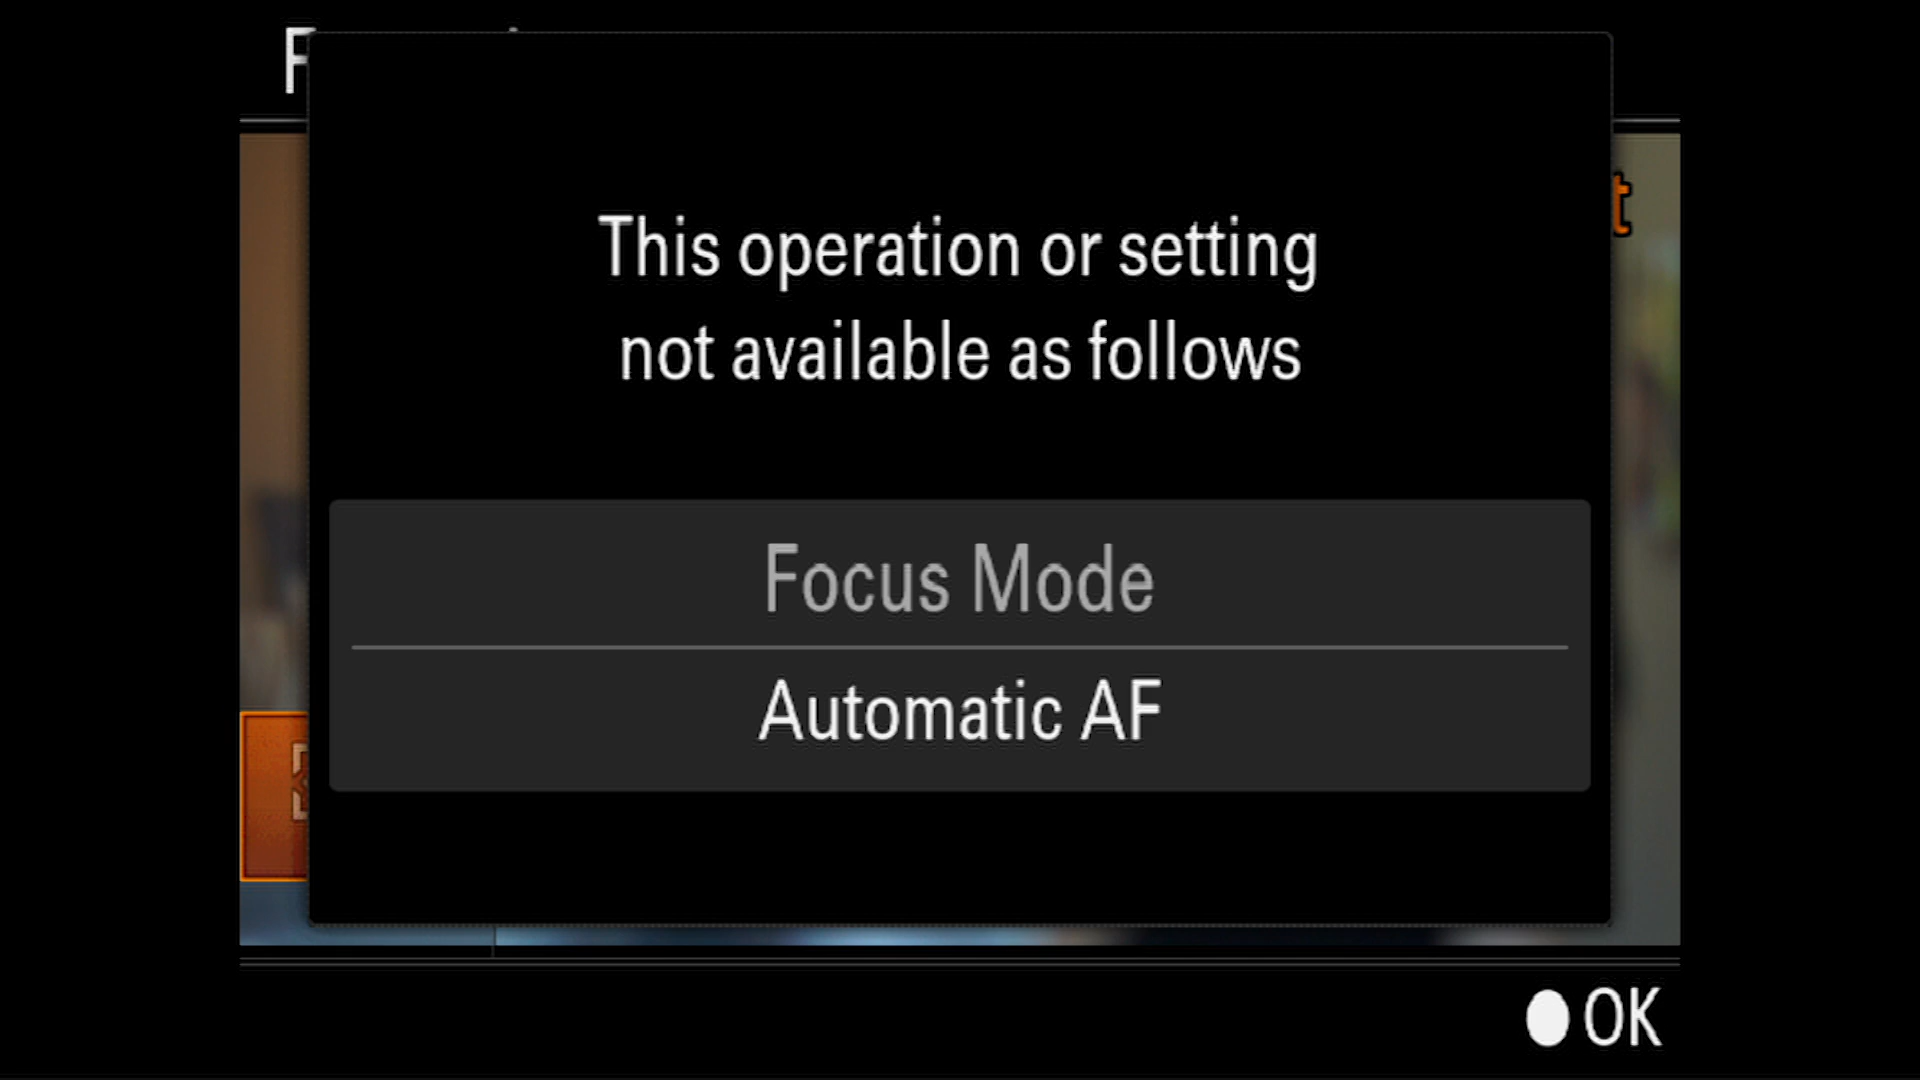 This operation or setting
not available as follows
Focus Mode
Automatic AF
OK